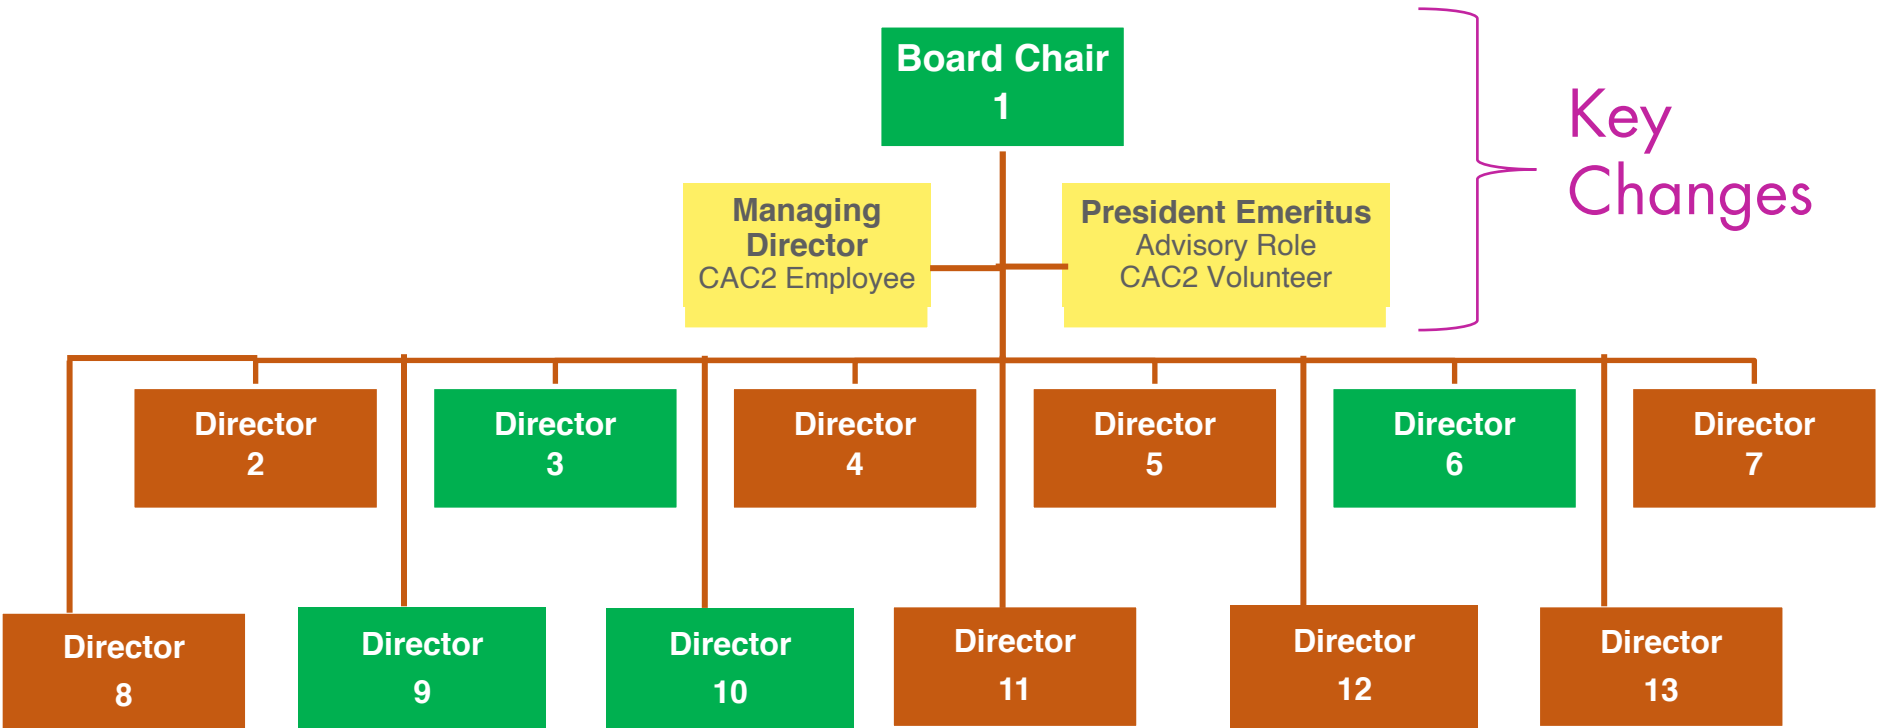 Board Chair
1
Key
Changes
Managing
Director
CAC2 Employee
President Emeritus
Advisory Role
CAC2 Volunteer
Director
2
Director
3
Director
4
Director
5
Director
6
Director
7
Director
8
Director
9
Director
10
Director
11
Director
12
Director
13